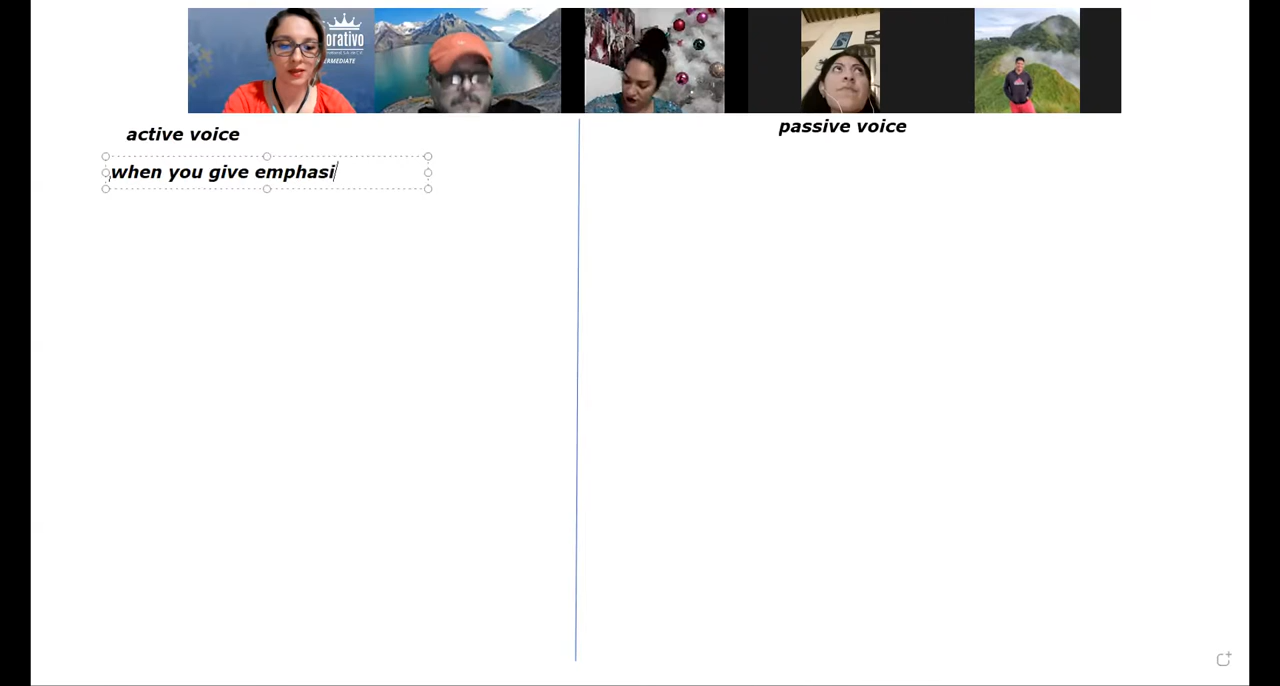 orativo
ERMEDIATE
active voice
passive voice
,when you give emphasi